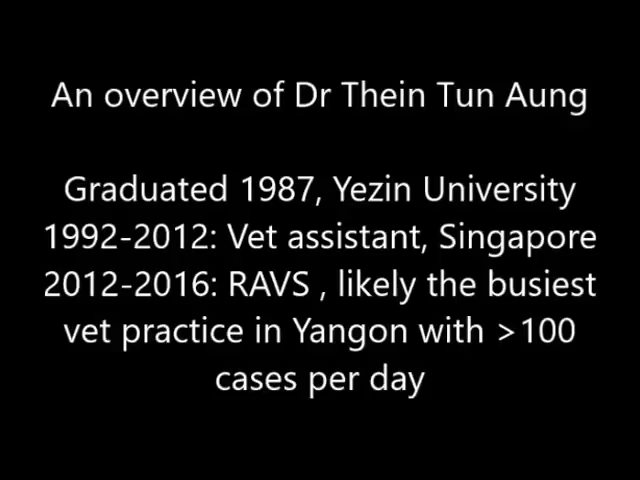 An overview of Dr Thein Tun Aung
Graduated 1987, Yezin University
1992-2012: Vet assistant, Singapore
2012-2016: RAVS , likely the busiest
vet practice in Yangon with >100
cases per day